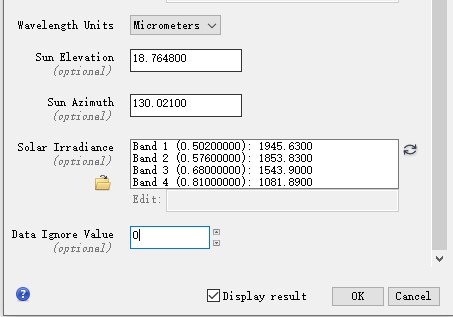 Wavelength Units Micrometers
Sun Elevation 18.764800
(optional)
Sun Azimuth 130.02100
(optional)
Solar Irradiance
(optional)
Band 1 (0.50200000): 1945.6300
Band 2 (0.57600000): 1853.8300
Band 3 (0.68000000): 1543.9000
Band 4 (0.81000000): 1081.8900
Edit:
Data Ignore Value 0
(optional)
? Display result OK Cancel